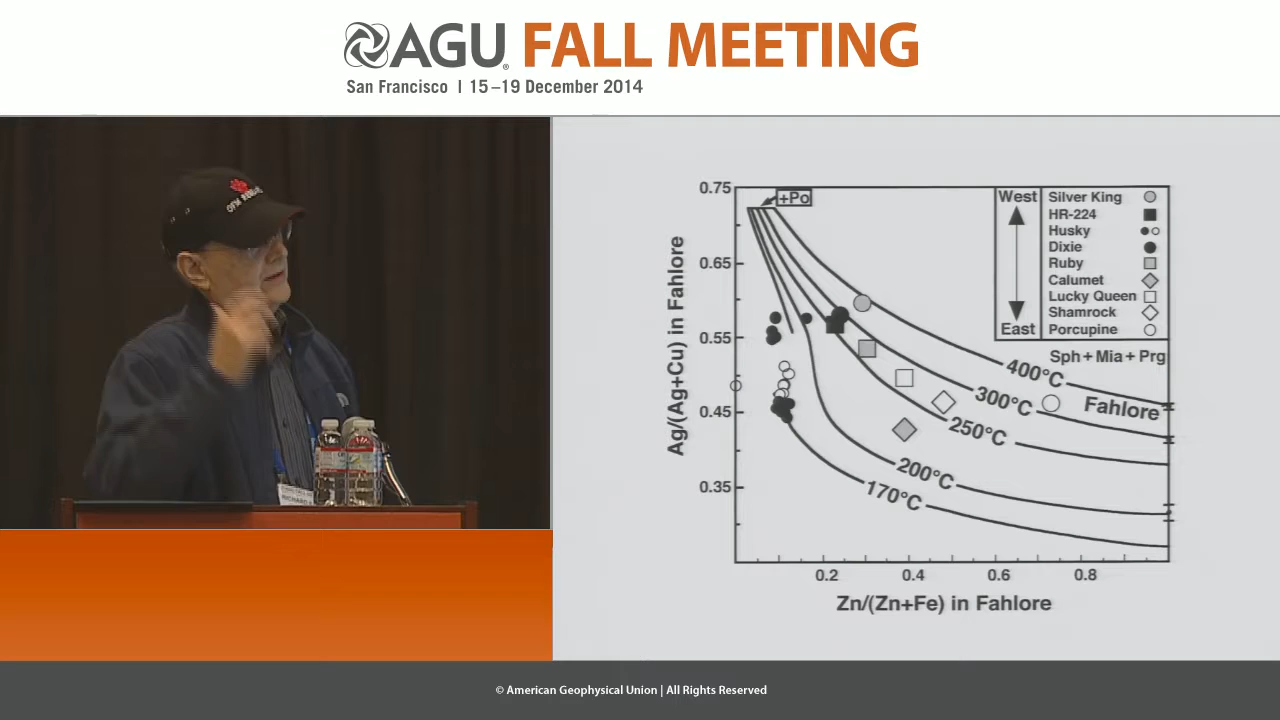 AGU FALL MEETING
San Francisco | 15–19 December 2014
RICHARD
0.75
0.65
0.55
0.45
0.35
Ag/(Ag+Cu) in Fahlore
+Po
West
East
Silver King
HR-224
Husky
Dixie
Ruby
Calumet
Lucky Queen
Shamrock
Porcupine
Sph + Mia + Prg
400°C
300°C
Fahlore
250°C
200°C
170°C
0.2 0.4 0.6 0.8
Zn/(Zn+Fe) in Fahlore
© American Geophysical Union | All Rights Reserved